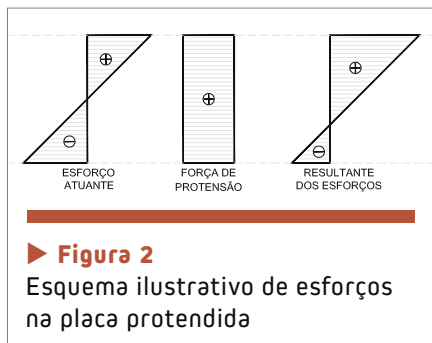 ⊕
⊕
⊕
⊖
⊖
ESFORÇO
ATUANTE
FORÇA DE
PROTENSÃO
RESULTANTE
DOS ESFORÇOS
▶ Figura 2
Esquema ilustrativo de esforços
na placa protendida